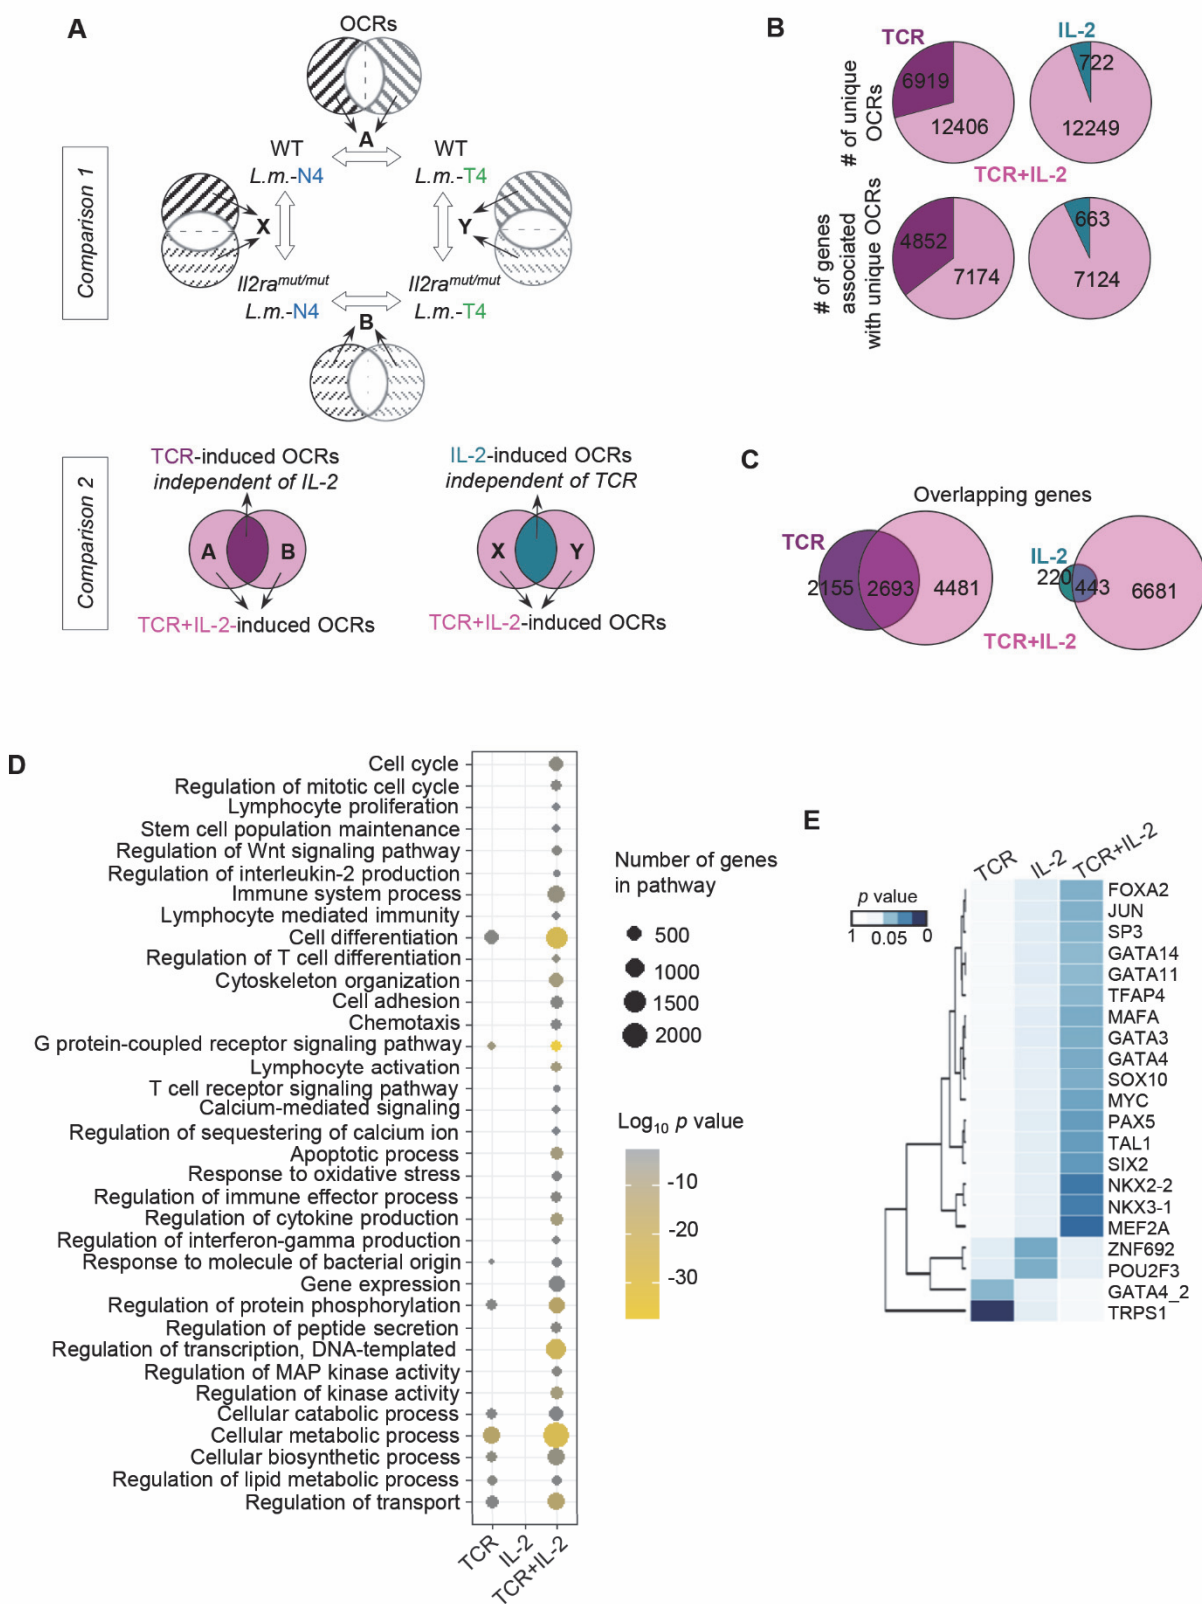 A
OCRs
Comparison 1
A
WT
L.m.-N4
WT
L.m.-T4
X
Y
Il2ra^mut/mut
L.m.-N4
Il2ra^mut/mut
L.m.-T4
B
Comparison 2
TCR-induced OCRs
independent of IL-2
A
B
TCR+IL-2-induced OCRs
IL-2-induced OCRs
independent of TCR
X
Y
TCR+IL-2-induced OCRs
B
TCR
IL-2
# of unique
OCRs
6919
12406
722
12249
TCR+IL-2
# of genes
associated
with unique OCRs
4852
7174
663
7124
C
Overlapping genes
TCR
2155
2693
4481
IL-2
220
443
6681
TCR+IL-2
D
Cell cycle
Regulation of mitotic cell cycle
Lymphocyte proliferation
Stem cell population maintenance
Regulation of Wnt signaling pathway
Regulation of interleukin-2 production
Immune system process
Lymphocyte mediated immunity
Cell differentiation
Regulation of T cell differentiation
Cytoskeleton organization
Cell adhesion
Chemotaxis
G protein-coupled receptor signaling pathway
Lymphocyte activation
T cell receptor signaling pathway
Calcium-mediated signaling
Regulation of sequestering of calcium ion
Apoptotic process
Response to oxidative stress
Regulation of immune effector process
Regulation of cytokine production
Regulation of interferon-gamma production
Response to molecule of bacterial origin
Gene expression
Regulation of protein phosphorylation
Regulation of peptide secretion
Regulation of transcription, DNA-templated
Regulation of MAP kinase activity
Regulation of kinase activity
Cellular catabolic process
Cellular metabolic process
Cellular biosynthetic process
Regulation of lipid metabolic process
Regulation of transport
TCR
IL-2
TCR+IL-2
Number of genes
in pathway
500
1000
1500
2000
Log₁₀ p value
-10
-20
-30
E
p value
1 0.05 0
TCR
IL-2
TCR+IL-2
FOXA2
JUN
SP3
GATA14
GATA11
TFAP4
MAFA
GATA3
GATA4
SOX10
MYC
PAX5
TAL1
SIX2
NKX2-2
NKX3-1
MEF2A
ZNF692
POU2F3
GATA4_2
TRPS1